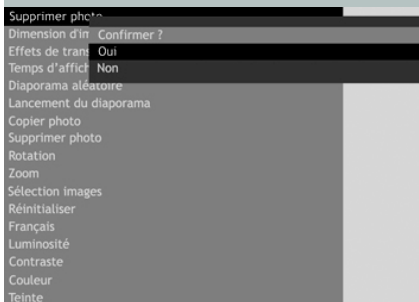 Supprimer photo
Dimension d'im
Confirmer ?
Effets de trans
Oui
Temps d’affich
Non
Diaporama aléatoire
Lancement du diaporama
Copier photo
Supprimer photo
Rotation
Zoom
Sélection images
Réinitialiser
Français
Luminosité
Contraste
Couleur
Teinte